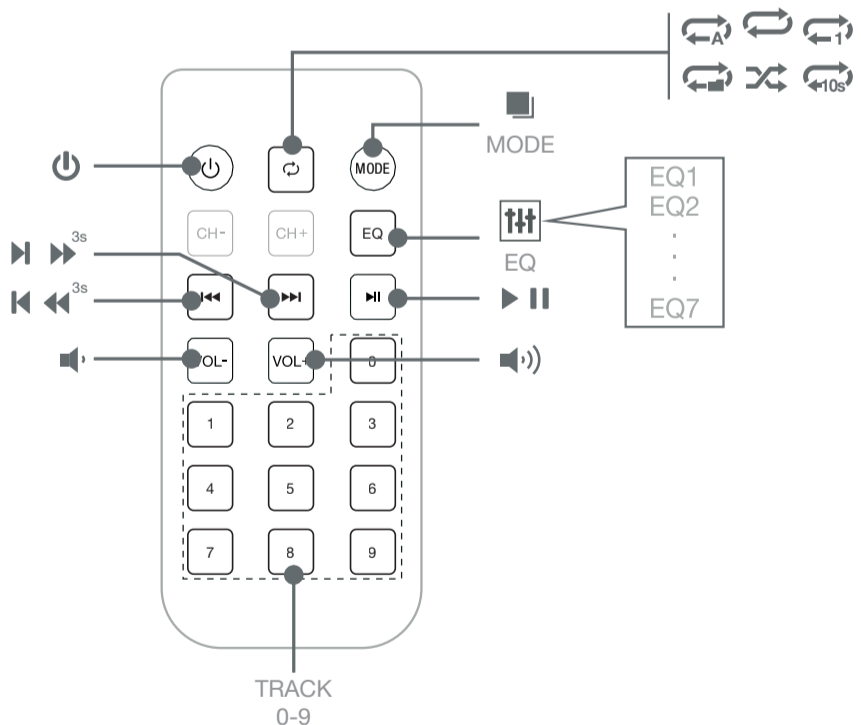 A 1
10s
MODE
MODE
EQ1
EQ2
CH- CH+ EQ
EQ
EQ7
3s
3s
VOL- VOL+ 0
1 2 3
4 5 6
7 8 9
TRACK
0-9